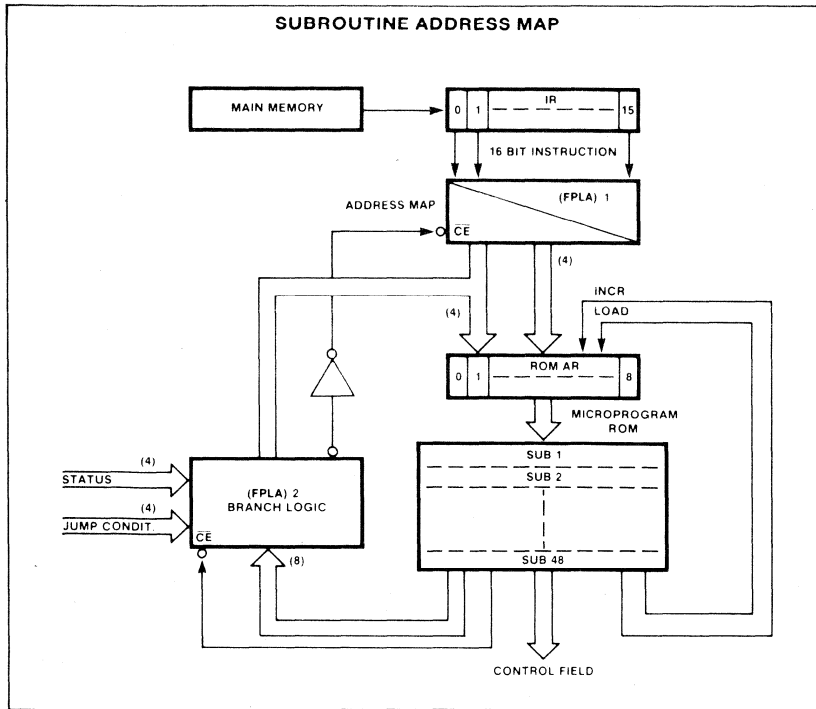 SUBROUTINE ADDRESS MAP
MAIN MEMORY
IR
0 1 15
16 BIT INSTRUCTION
(FPLA) 1
ADDRESS MAP
CE
(4)
(4)
INCR
LOAD
ROM AR
0 1 8
MICROPROGRAM
ROM
SUB 1
SUB 2
SUB 48
(4)
STATUS
(4)
JUMP CONDIT.
(FPLA) 2
BRANCH LOGIC
CE
(8)
CONTROL FIELD